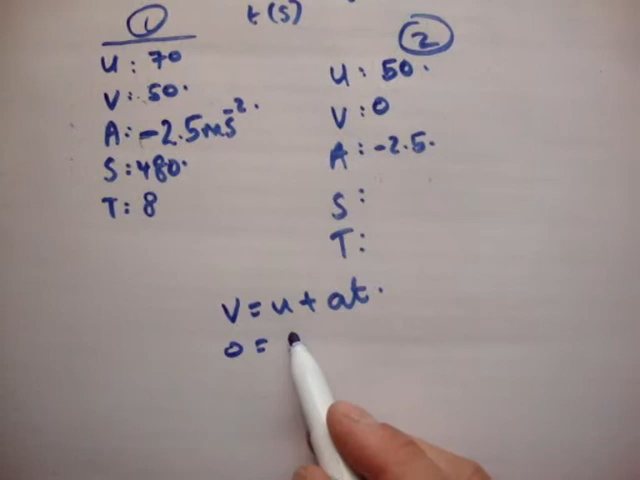 t(s)
①
U: 70
V: 50.
A: -2.5ms⁻².
S: 480.
T: 8
②
U: 50.
V: 0
A: -2.5.
S:
T:
V = u + at.
0 =